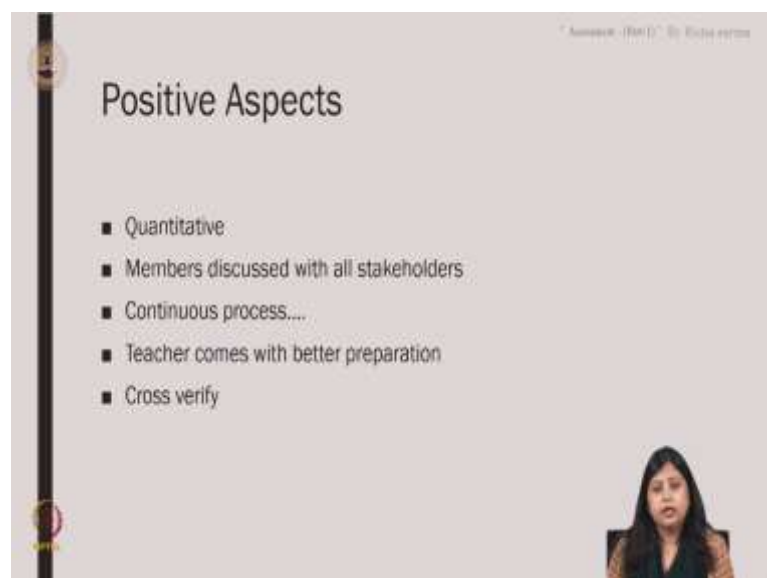 Positive Aspects
■ Quantitative
■ Members discussed with all stakeholders
■ Continuous process....
■ Teacher comes with better preparation
■ Cross verify